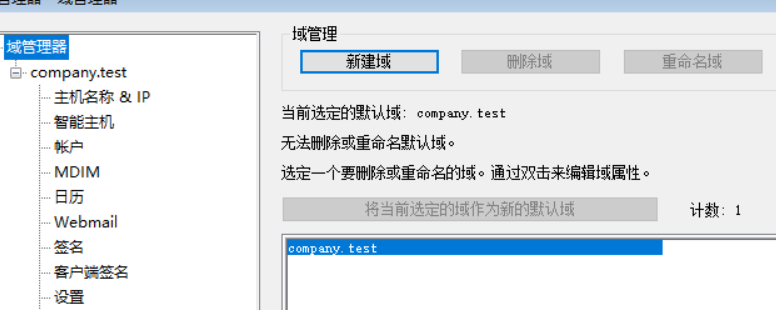 域管理器
company.test
主机名称 & IP
智能主机
帐户
MDIM
日历
Webmail
签名
客户端签名
设置
域管理
新建域
删除域
重命名域
当前选定的默认域: company.test
无法删除或重命名默认域。
选定一个要删除或重命名的域。通过双击来编辑域属性。
将当前选定的域作为新的默认域
计数: 1
company.test